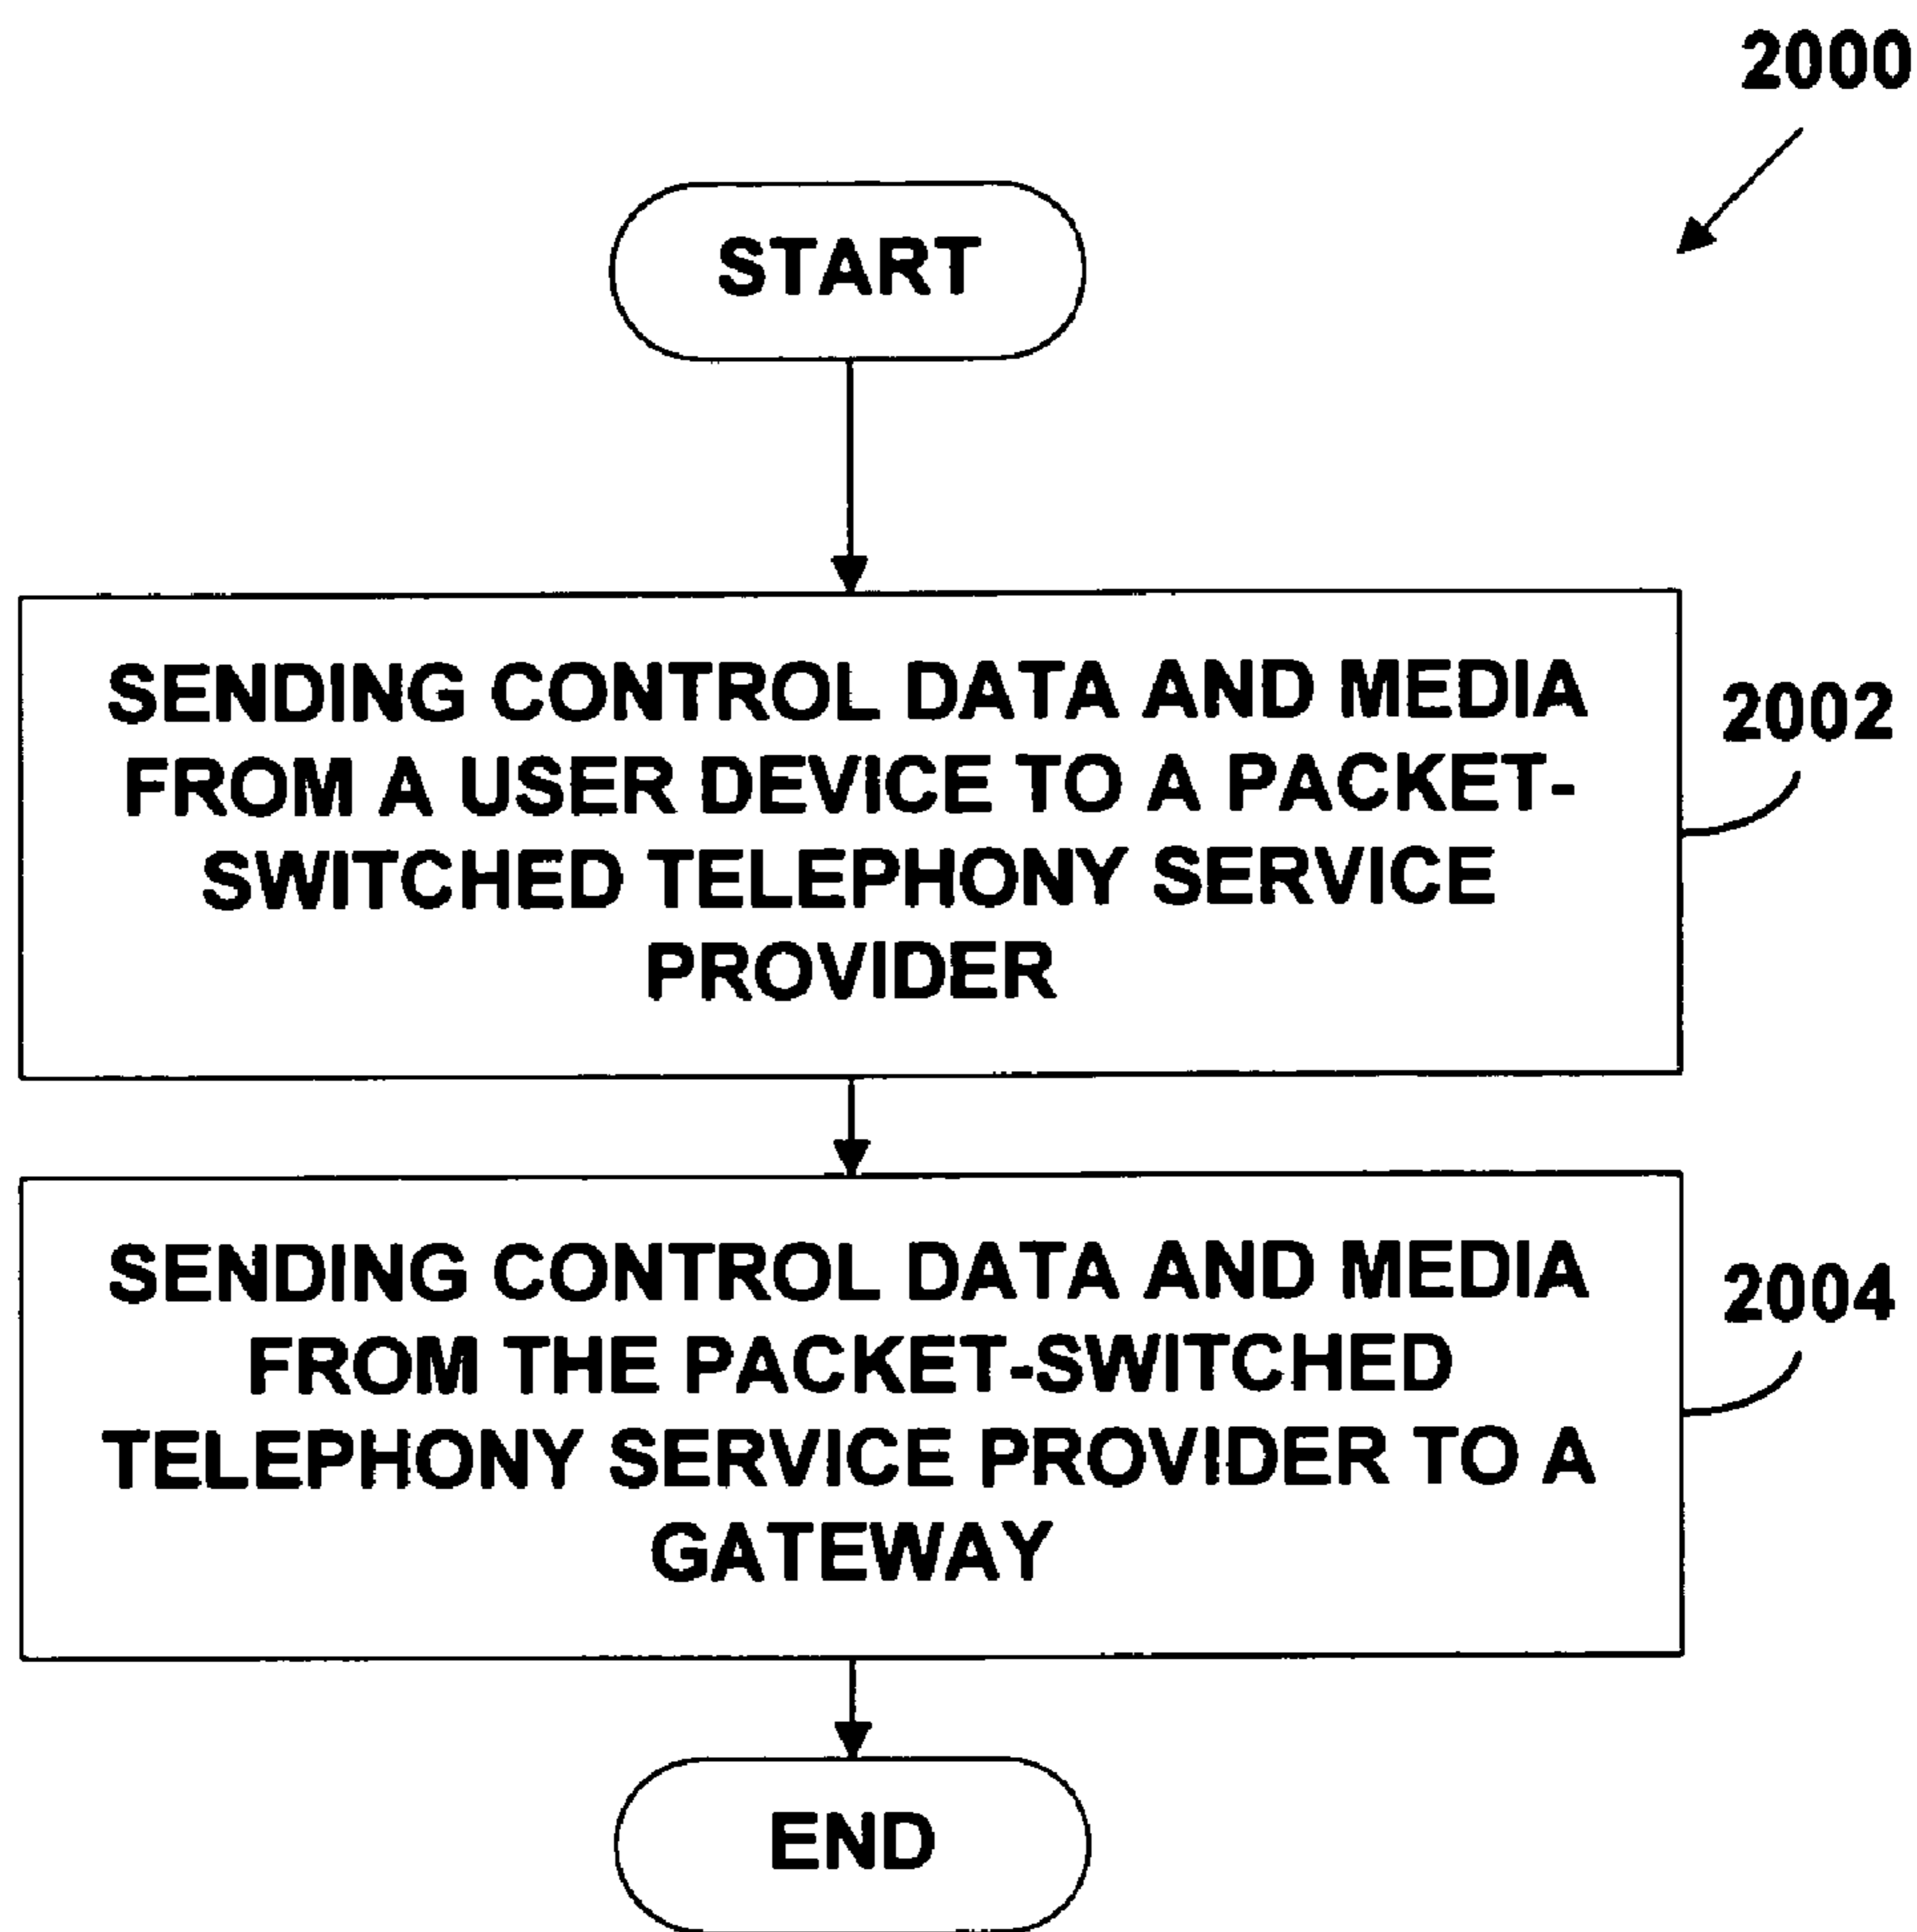 2000
START
SENDING CONTROL DATA AND MEDIA
FROM A USER DEVICE TO A PACKET-
SWITCHED TELEPHONY SERVICE
PROVIDER
2002
SENDING CONTROL DATA AND MEDIA
FROM THE PACKET-SWITCHED
TELEPHONY SERVICE PROVIDER TO A
GATEWAY
2004
END